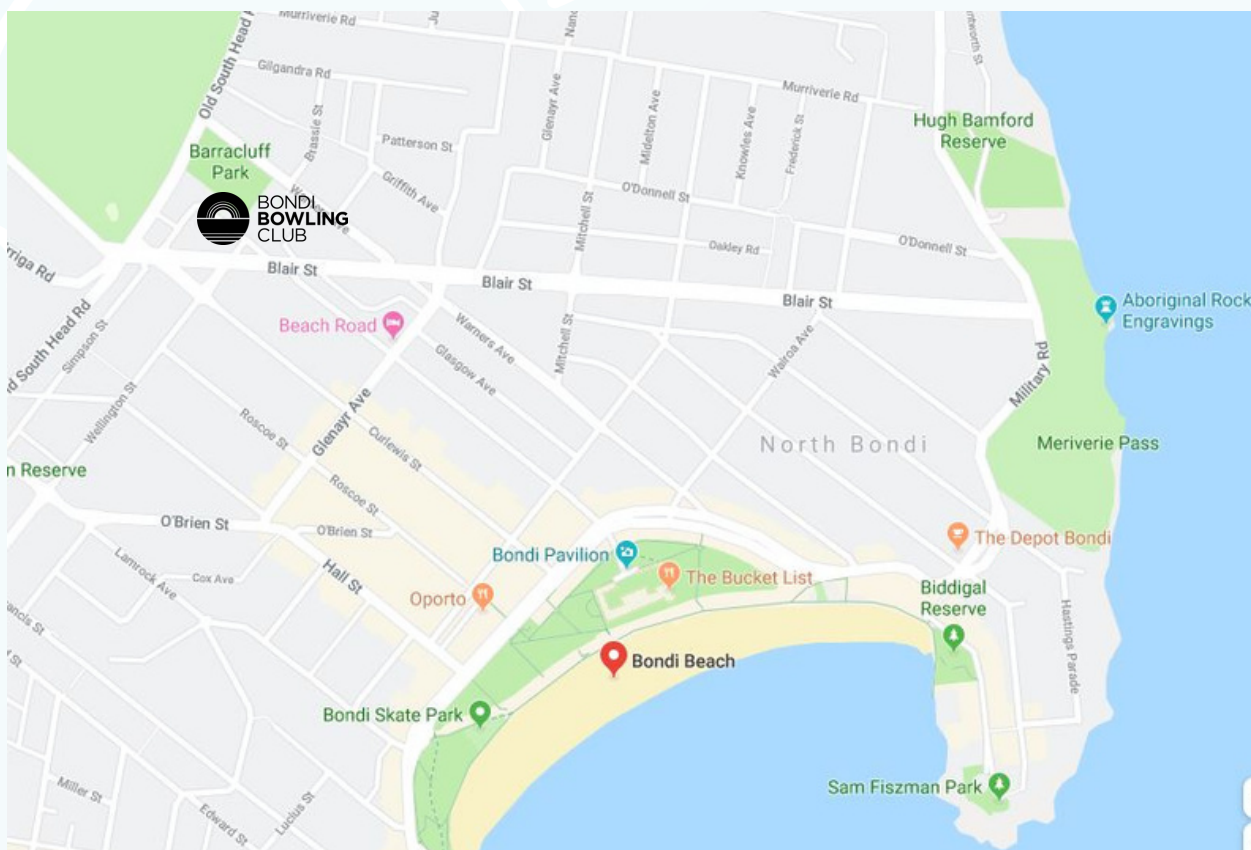 Murriverie Rd
Old South Head R
Gilgandra Rd
Brassie St
Patterson St
Griffith Ave
Glenayr Ave
Midelton Ave
Knowles Ave
Frederick St
Murriverie Rd
Hugh Bamford
Reserve
Barracluff
Park
BONDI
BOWLING
CLUB
O'Donnell St
Mitchell St
Oakley Rd
O'Donnell St
Blair St
Blair St
Blair St
Aboriginal Rock
Engravings
Beach Road
Simpson St
Warners Ave
Glasgow Ave
Mitchell St
Wairoa Ave
Military Rd
Wellington St
Roscoe St
Glenayr Ave
Curlewis St
Roscoe St
North Bondi
Meriverie Pass
n Reserve
O'Brien St
O'Brien St
Lamrock Ave
Cox Ave
Hall St
Oporto
Bondi Pavilion
The Bucket List
The Depot Bondi
Biddigal
Reserve
Hastings Parade
Bondi Beach
Bondi Skate Park
Sam Fiszman Park
Miller St
Edward St
Lucius St